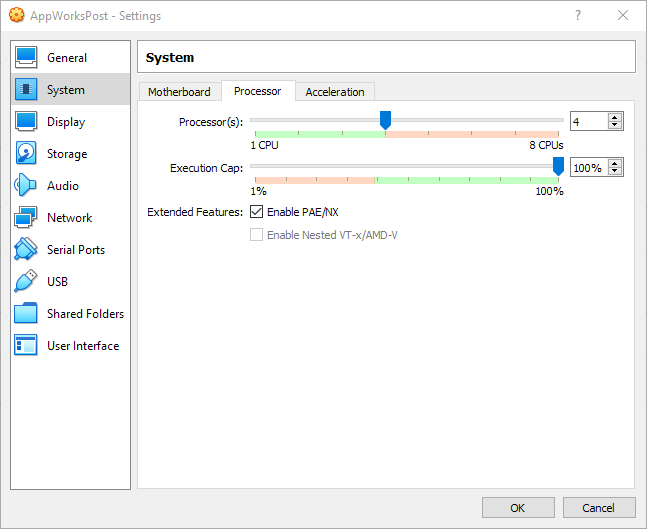 AppWorksPost - Settings
?
General
System
Display
Storage
Audio
Network
Serial Ports
USB
Shared Folders
User Interface
System
Motherboard
Processor
Acceleration
Processor(s):
4
1 CPU
8 CPUs
Execution Cap:
100%
1%
100%
Extended Features:
Enable PAE/NX
Enable Nested VT-x/AMD-V
OK
Cancel